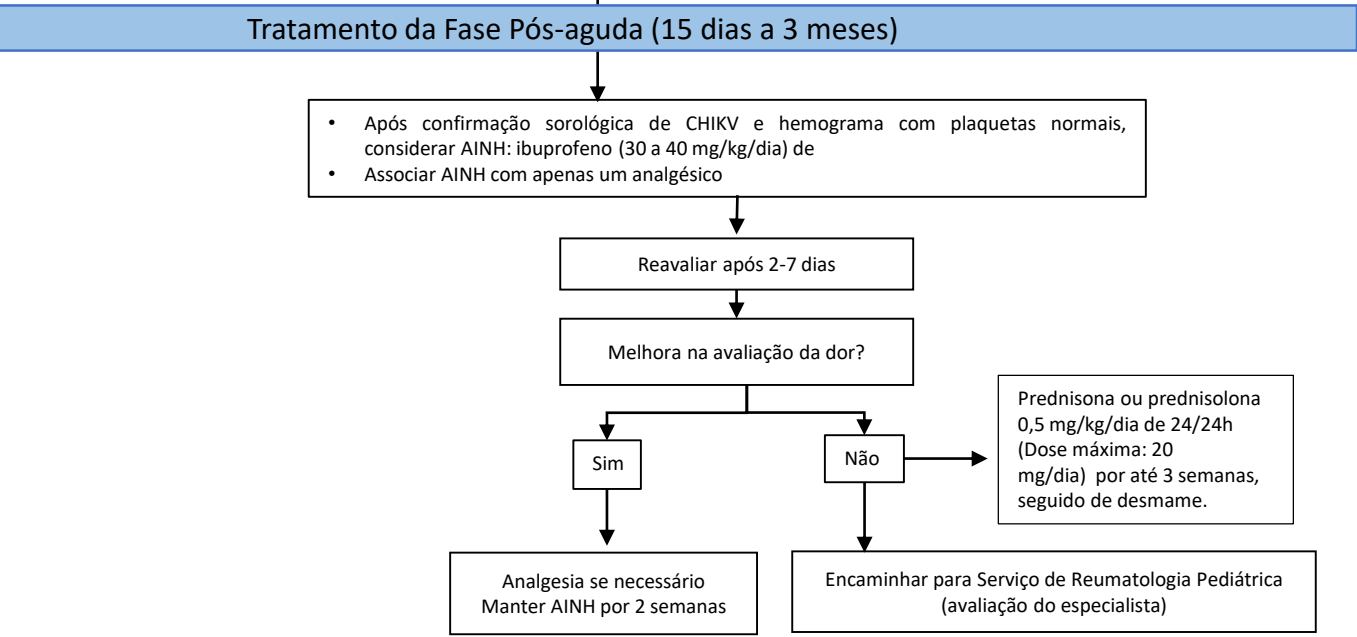 Tratamento da Fase Pós-aguda (15 dias a 3 meses)
• Após confirmação sorológica de CHIKV e hemograma com plaquetas normais,
considerar AINH: ibuprofeno (30 a 40 mg/kg/dia) de
• Associar AINH com apenas um analgésico
Reavaliar após 2-7 dias
Melhora na avaliação da dor?
Sim
Não
Prednisona ou prednisolona
0,5 mg/kg/dia de 24/24h
(Dose máxima: 20
mg/dia) por até 3 semanas,
seguido de desmame.
Analgesia se necessário
Manter AINH por 2 semanas
Encaminhar para Serviço de Reumatologia Pediátrica
(avaliação do especialista)